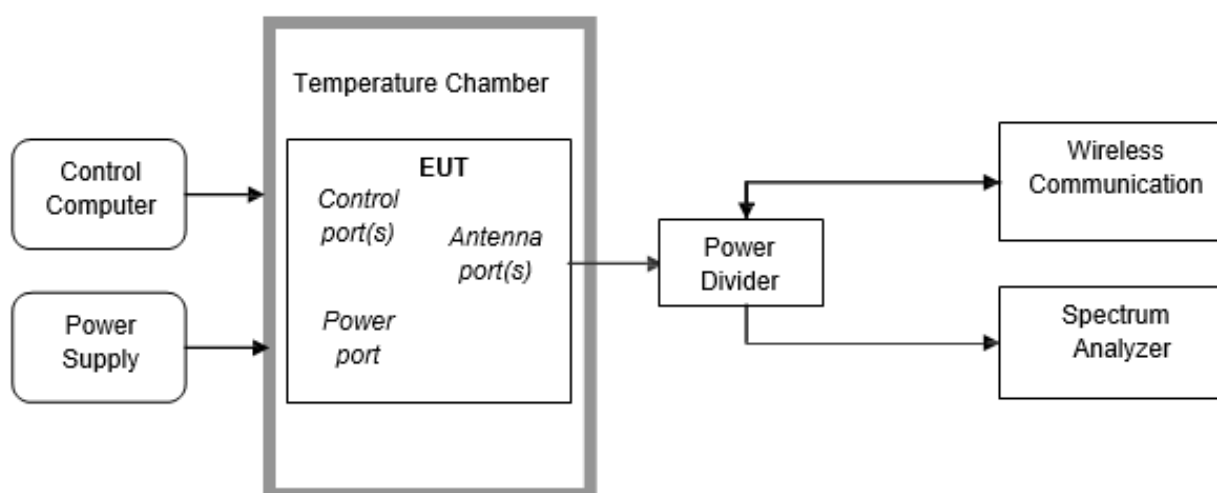 Temperature Chamber
Control
Computer
Power
Supply
EUT
Control
port(s)
Antenna
port(s)
Power
port
Power
Divider
Wireless
Communication
Spectrum
Analyzer